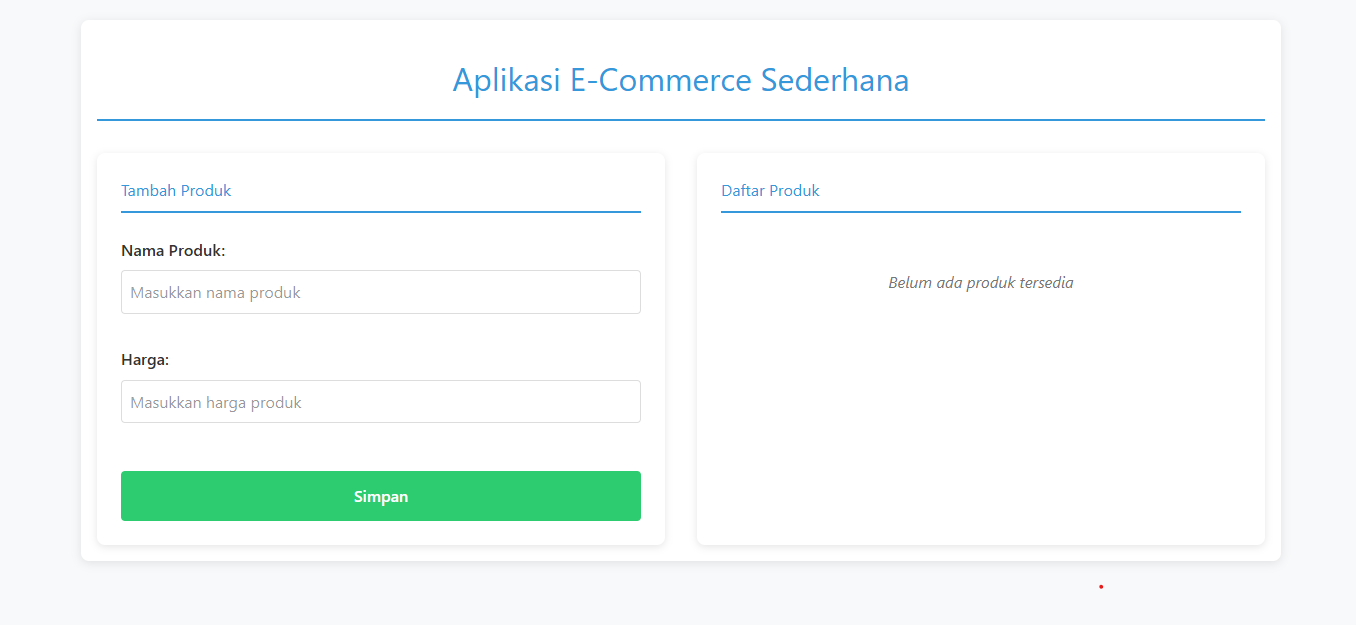 Aplikasi E-Commerce Sederhana
Tambah Produk
Nama Produk:
Masukkan nama produk
Harga:
Masukkan harga produk
Simpan
Daftar Produk
Belum ada produk tersedia